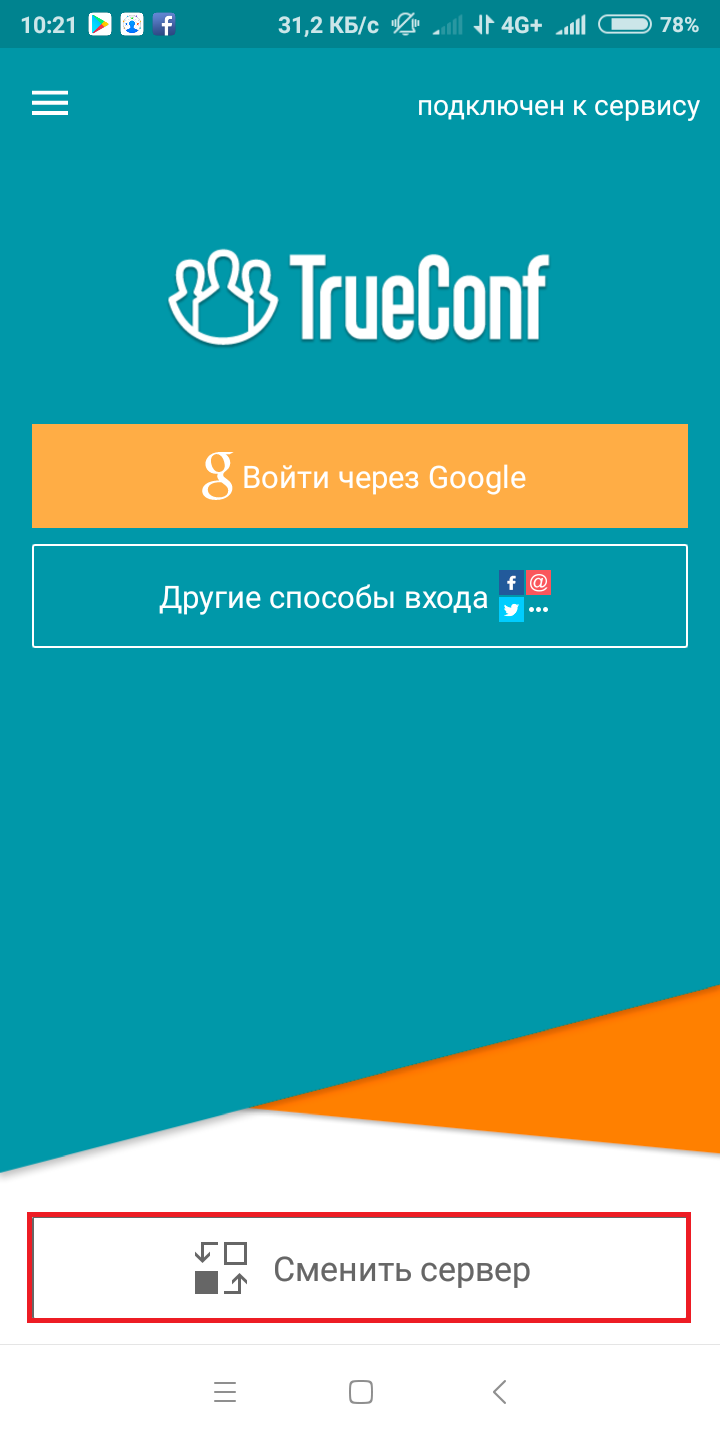 10:21 31,2 КБ/с 4G+ 78%
подключен к сервису
TrueConf
Войти через Google
Другие способы входа
Сменить сервер